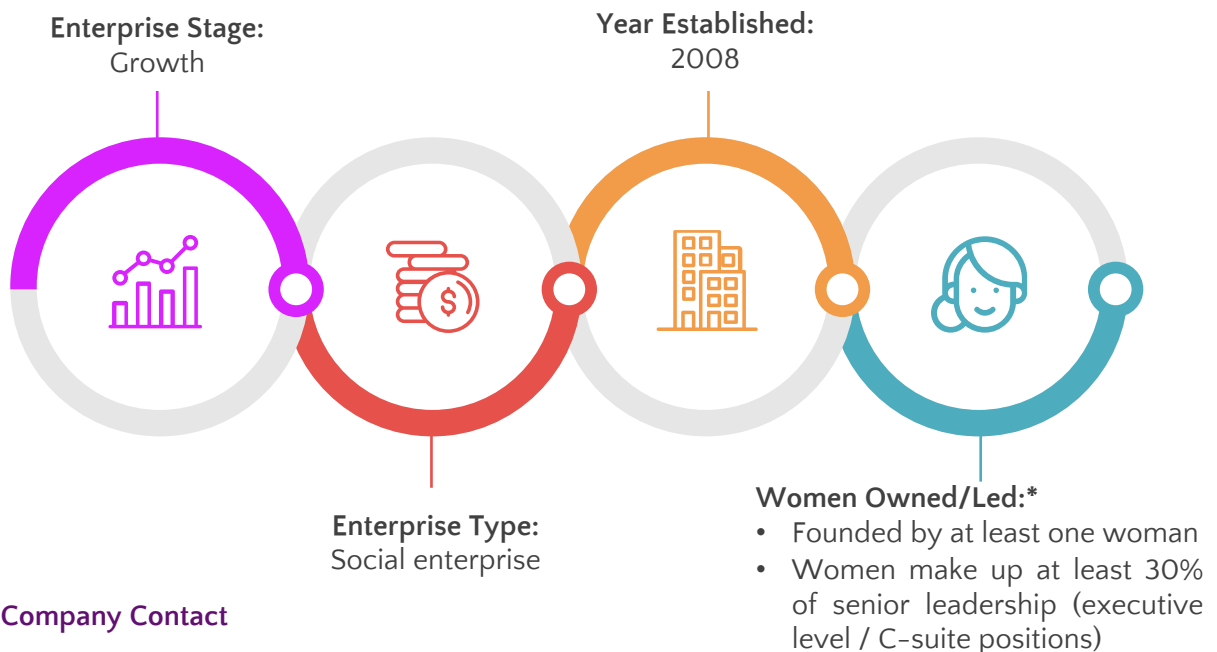 Enterprise Stage:
Growth
Year Established:
2008
$
Enterprise Type:
Social enterprise
Women Owned/Led:*
• Founded by at least one woman
• Women make up at least 30%
of senior leadership (executive
level / C-suite positions)
Company Contact